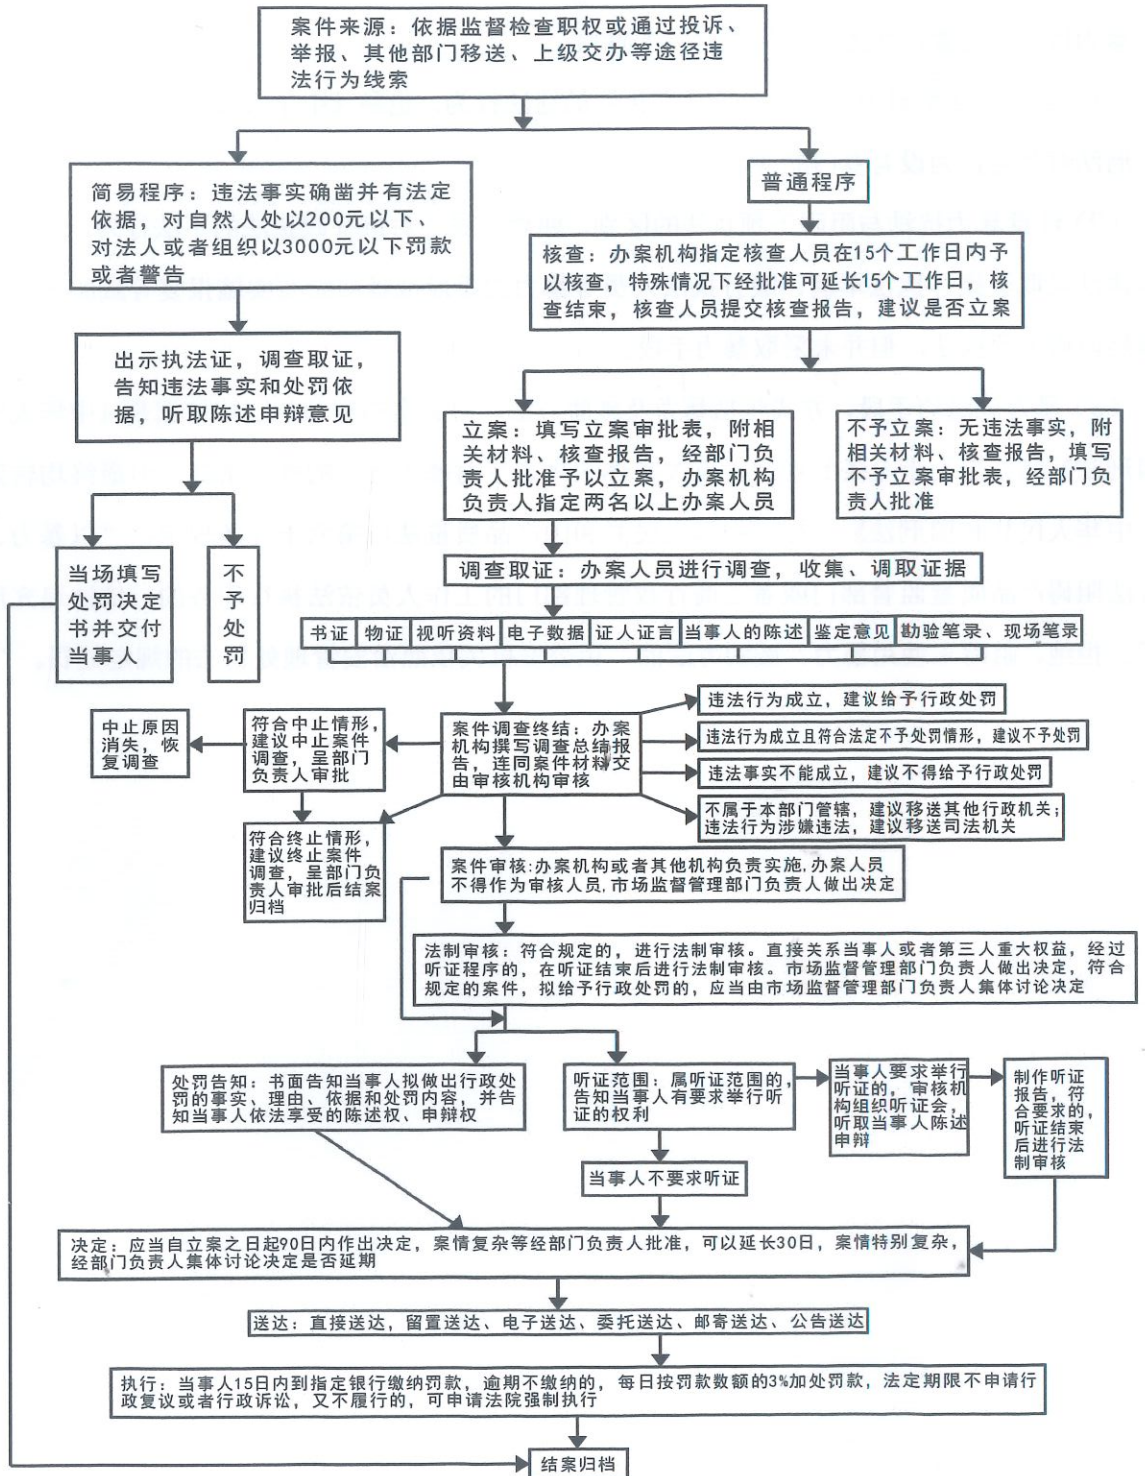 案件来源：依据监督检查职权或通过投诉、
举报、其他部门移送、上级交办等途径违
法行为线索
简易程序：违法事实确凿并有法定
依据，对自然人处以200元以下、
对法人或者组织以3000元以下罚款
或者警告
普通程序
核查：办案机构指定核查人员在15个工作日内予
以核查，特殊情况下经批准可延长15个工作日，核
查结束，核查人员提交核查报告，建议是否立案
出示执法证，调查取证，
告知违法事实和处罚依
据，听取陈述申辩意见
立案：填写立案审批表，附相
关材料、核查报告，经部门负
责人批准予以立案，办案机构
负责人指定两名以上办案人员
不予立案：无违法事实，附
相关材料、核查报告，填写
不予立案审批表，经部门负
责人批准
当场填写
处罚决定
书并交付
当事人
不
予
处
罚
调查取证：办案人员进行调查，收集、调取证据
书证
物证
视听资料
电子数据
证人证言
当事人的陈述
鉴定意见
勘验笔录、现场笔录
中止原因
消失，恢
复调查
符合中止情形，
建议中止案件
调查，呈部门
负责人审批
案件调查终结：办案
机构撰写调查总结报
告，连同案件材料交
由审核机构审核
违法行为成立，建议给予行政处罚
违法行为成立且符合法定不予处罚情形，建议不予处罚
违法事实不能成立，建议不得给予行政处罚
不属于本部门管辖，建议移送其他行政机关；
违法行为涉嫌违法，建议移送司法机关
符合终止情形，
建议终止案件
调查，呈部门负
责人审批后结案
归档
案件审核:办案机构或者其他机构负责实施,办案人员
不得作为审核人员,市场监督管理部门负责人做出决定
法制审核：符合规定的，进行法制审核。直接关系当事人或者第三人重大权益，经过
听证程序的，在听证结束后进行法制审核。市场监督管理部门负责人做出决定，符合
规定的案件，拟给予行政处罚的，应当由市场监督管理部门负责人集体讨论决定
处罚告知：书面告知当事人拟做出行政处
罚的事实、理由、依据和处罚内容，并告
知当事人依法享受的陈述权、申辩权
听证范围：属听证范围的，
告知当事人有要求举行听
证的权利
当事人要求举行
听证的，审核机
构组织听证会，
听取当事人陈述
申辩
制作听证
报告，符
合要求的，
听证结束
后进行法
制审核
当事人不要求听证
决定：应当自立案之日起90日内作出决定，案情复杂等经部门负责人批准，可以延长30日，案情特别复杂，
经部门负责人集体讨论决定是否延期
送达：直接送达，留置送达、电子送达、委托送达、邮寄送达、公告送达
执行：当事人15日内到指定银行缴纳罚款，逾期不缴纳的，每日按罚款数额的3%加处罚款，法定期限不申请行
政复议或者行政诉讼，又不履行的，可申请法院强制执行
结案归档